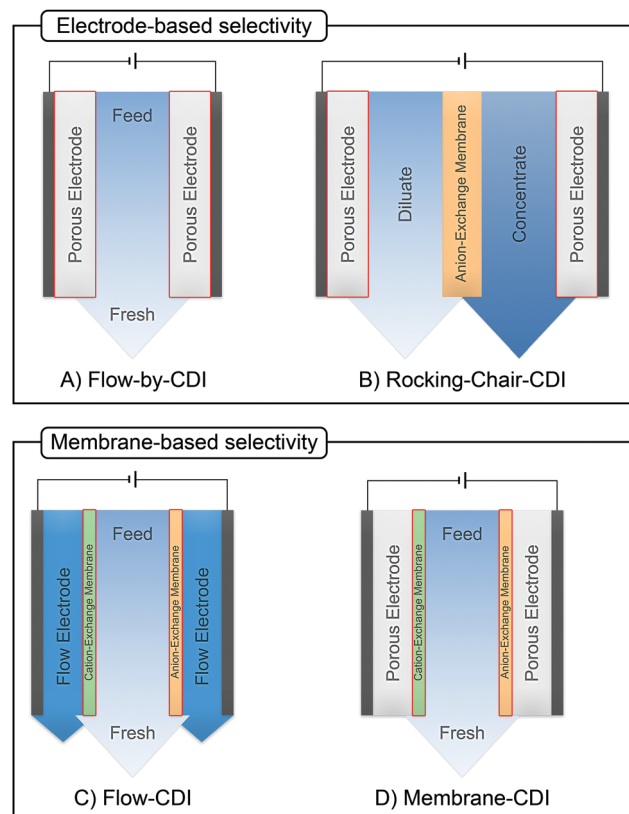 Electrode-based selectivity
Porous Electrode
Feed
Fresh
Porous Electrode
A) Flow-by-CDI
Porous Electrode
Diluate
Anion-Exchange Membrane
Concentrate
Porous Electrode
B) Rocking-Chair-CDI
Membrane-based selectivity
Flow Electrode
Cation-Exchange Membrane
Feed
Fresh
Anion-Exchange Membrane
Flow Electrode
C) Flow-CDI
Porous Electrode
Cation-Exchange Membrane
Feed
Fresh
Anion-Exchange Membrane
Porous Electrode
D) Membrane-CDI